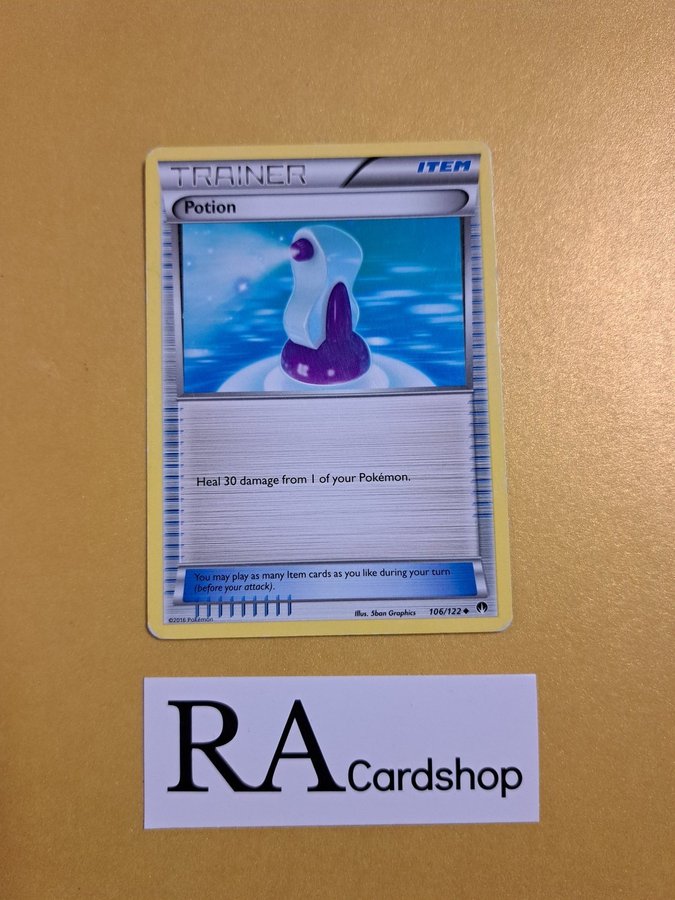 TRAINER ITEM
Potion
Heal 30 damage from 1 of your Pokémon.
You may play as many Item cards as you like during your turn
(before your attack).
Illus. 5ban Graphics 106/122
©2016 Pokémon
RA Cardshop